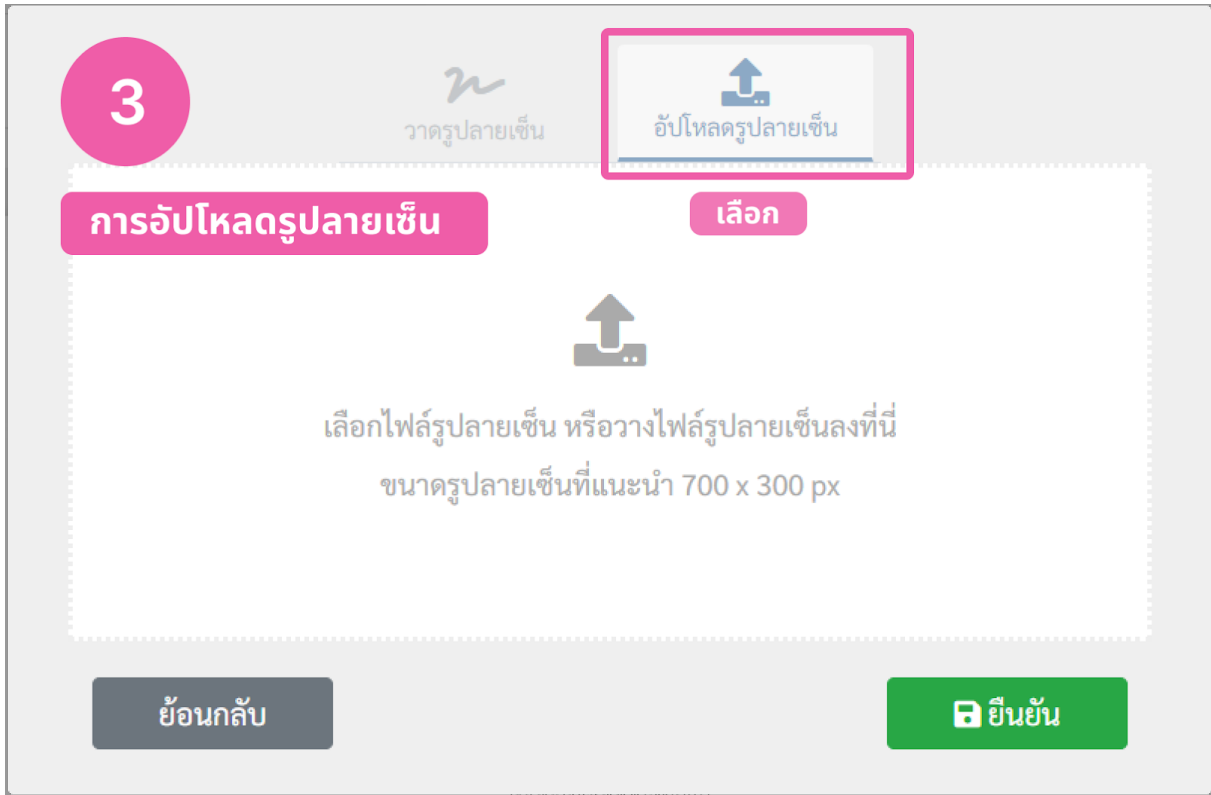 3
วาดรูปลายเซ็น
อัปโหลดรูปลายเซ็น
การอัปโหลดรูปลายเซ็น
เลือก
เลือกไฟล์รูปลายเซ็น หรือวางไฟล์รูปลายเซ็นลงที่นี่
ขนาดรูปลายเซ็นที่แนะนำ 700 x 300 px
ย้อนกลับ
ยืนยัน